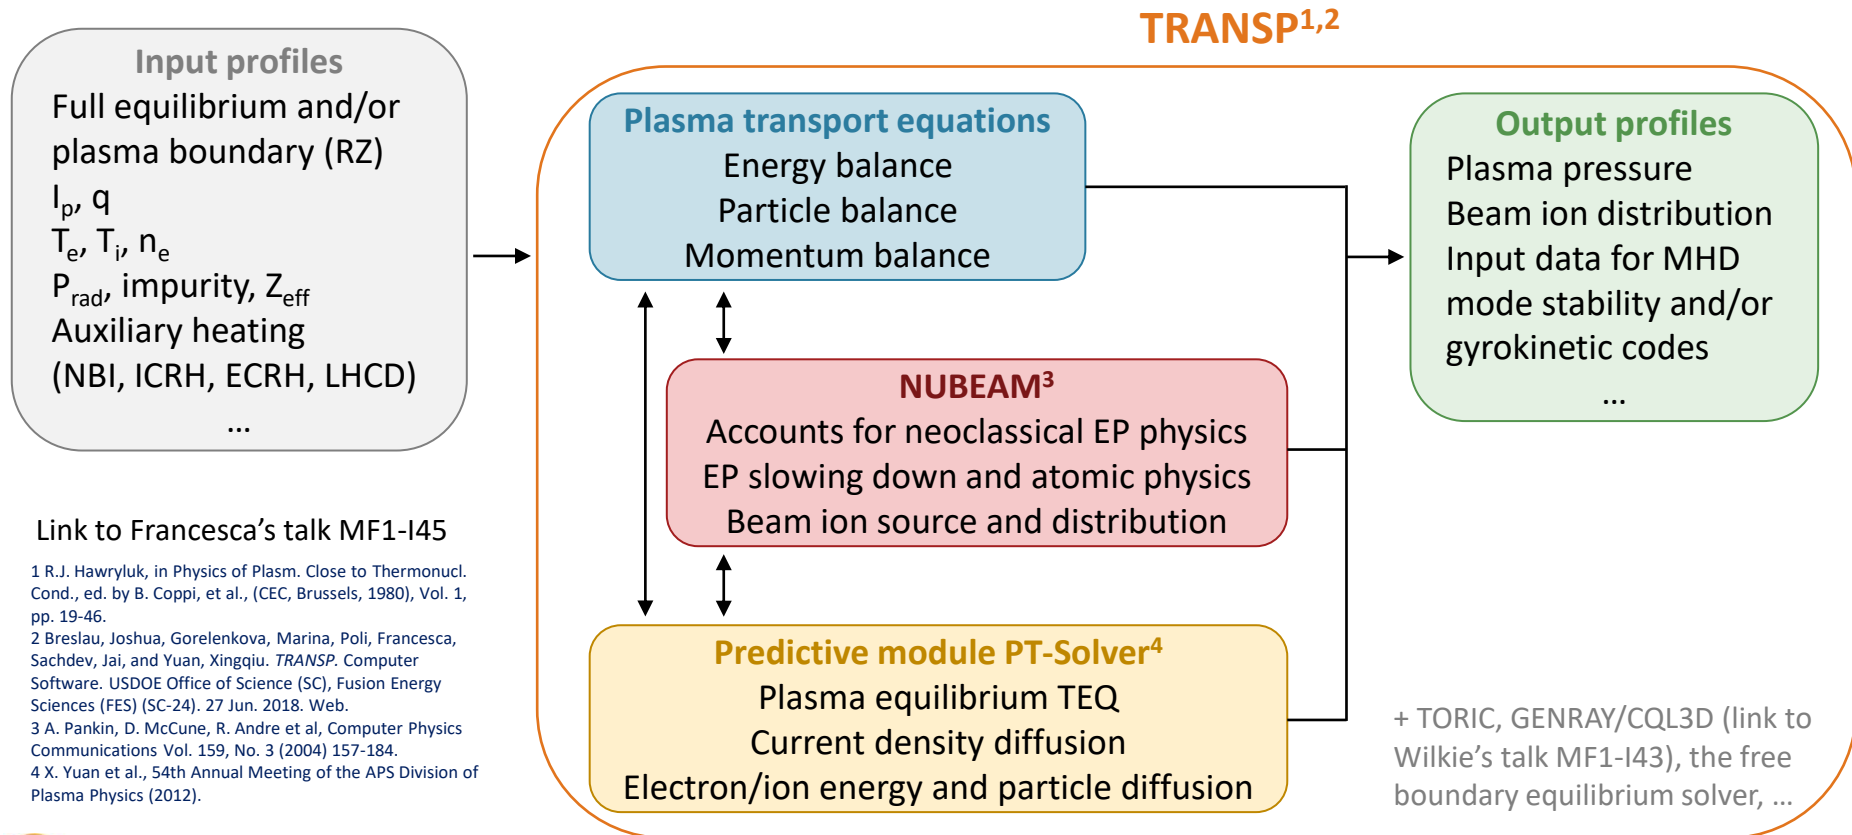 TRANSP1,2
Input profiles
Full equilibrium and/or
plasma boundary (RZ)
Ip, q
Te, Ti, ne
Prad, impurity, Zeff
Auxiliary heating
(NBI, ICRH, ECRH, LHCD)
...
Plasma transport equations
Energy balance
Particle balance
Momentum balance
NUBEAM3
Accounts for neoclassical EP physics
EP slowing down and atomic physics
Beam ion source and distribution
Predictive module PT-Solver4
Plasma equilibrium TEQ
Current density diffusion
Electron/ion energy and particle diffusion
Output profiles
Plasma pressure
Beam ion distribution
Input data for MHD
mode stability and/or
gyrokinetic codes
...
+ TORIC, GENRAY/CQL3D (link to
Wilkie's talk MF1-I43), the free
boundary equilibrium solver, ...
Link to Francesca's talk MF1-I45
1 R.J. Hawryluk, in Physics of Plasm. Close to Thermonucl.
Cond., ed. by B. Coppi, et al., (CEC, Brussels, 1980), Vol. 1,
pp. 19-46.
2 Breslau, Joshua, Gorelenkova, Marina, Poli, Francesca,
Sachdev, Jai, and Yuan, Xingqiu. TRANSP. Computer
Software. USDOE Office of Science (SC), Fusion Energy
Sciences (FES) (SC-24). 27 Jun. 2018. Web.
3 A. Pankin, D. McCune, R. Andre et al, Computer Physics
Communications Vol. 159, No. 3 (2004) 157-184.
4 X. Yuan et al., 54th Annual Meeting of the APS Division of
Plasma Physics (2012).